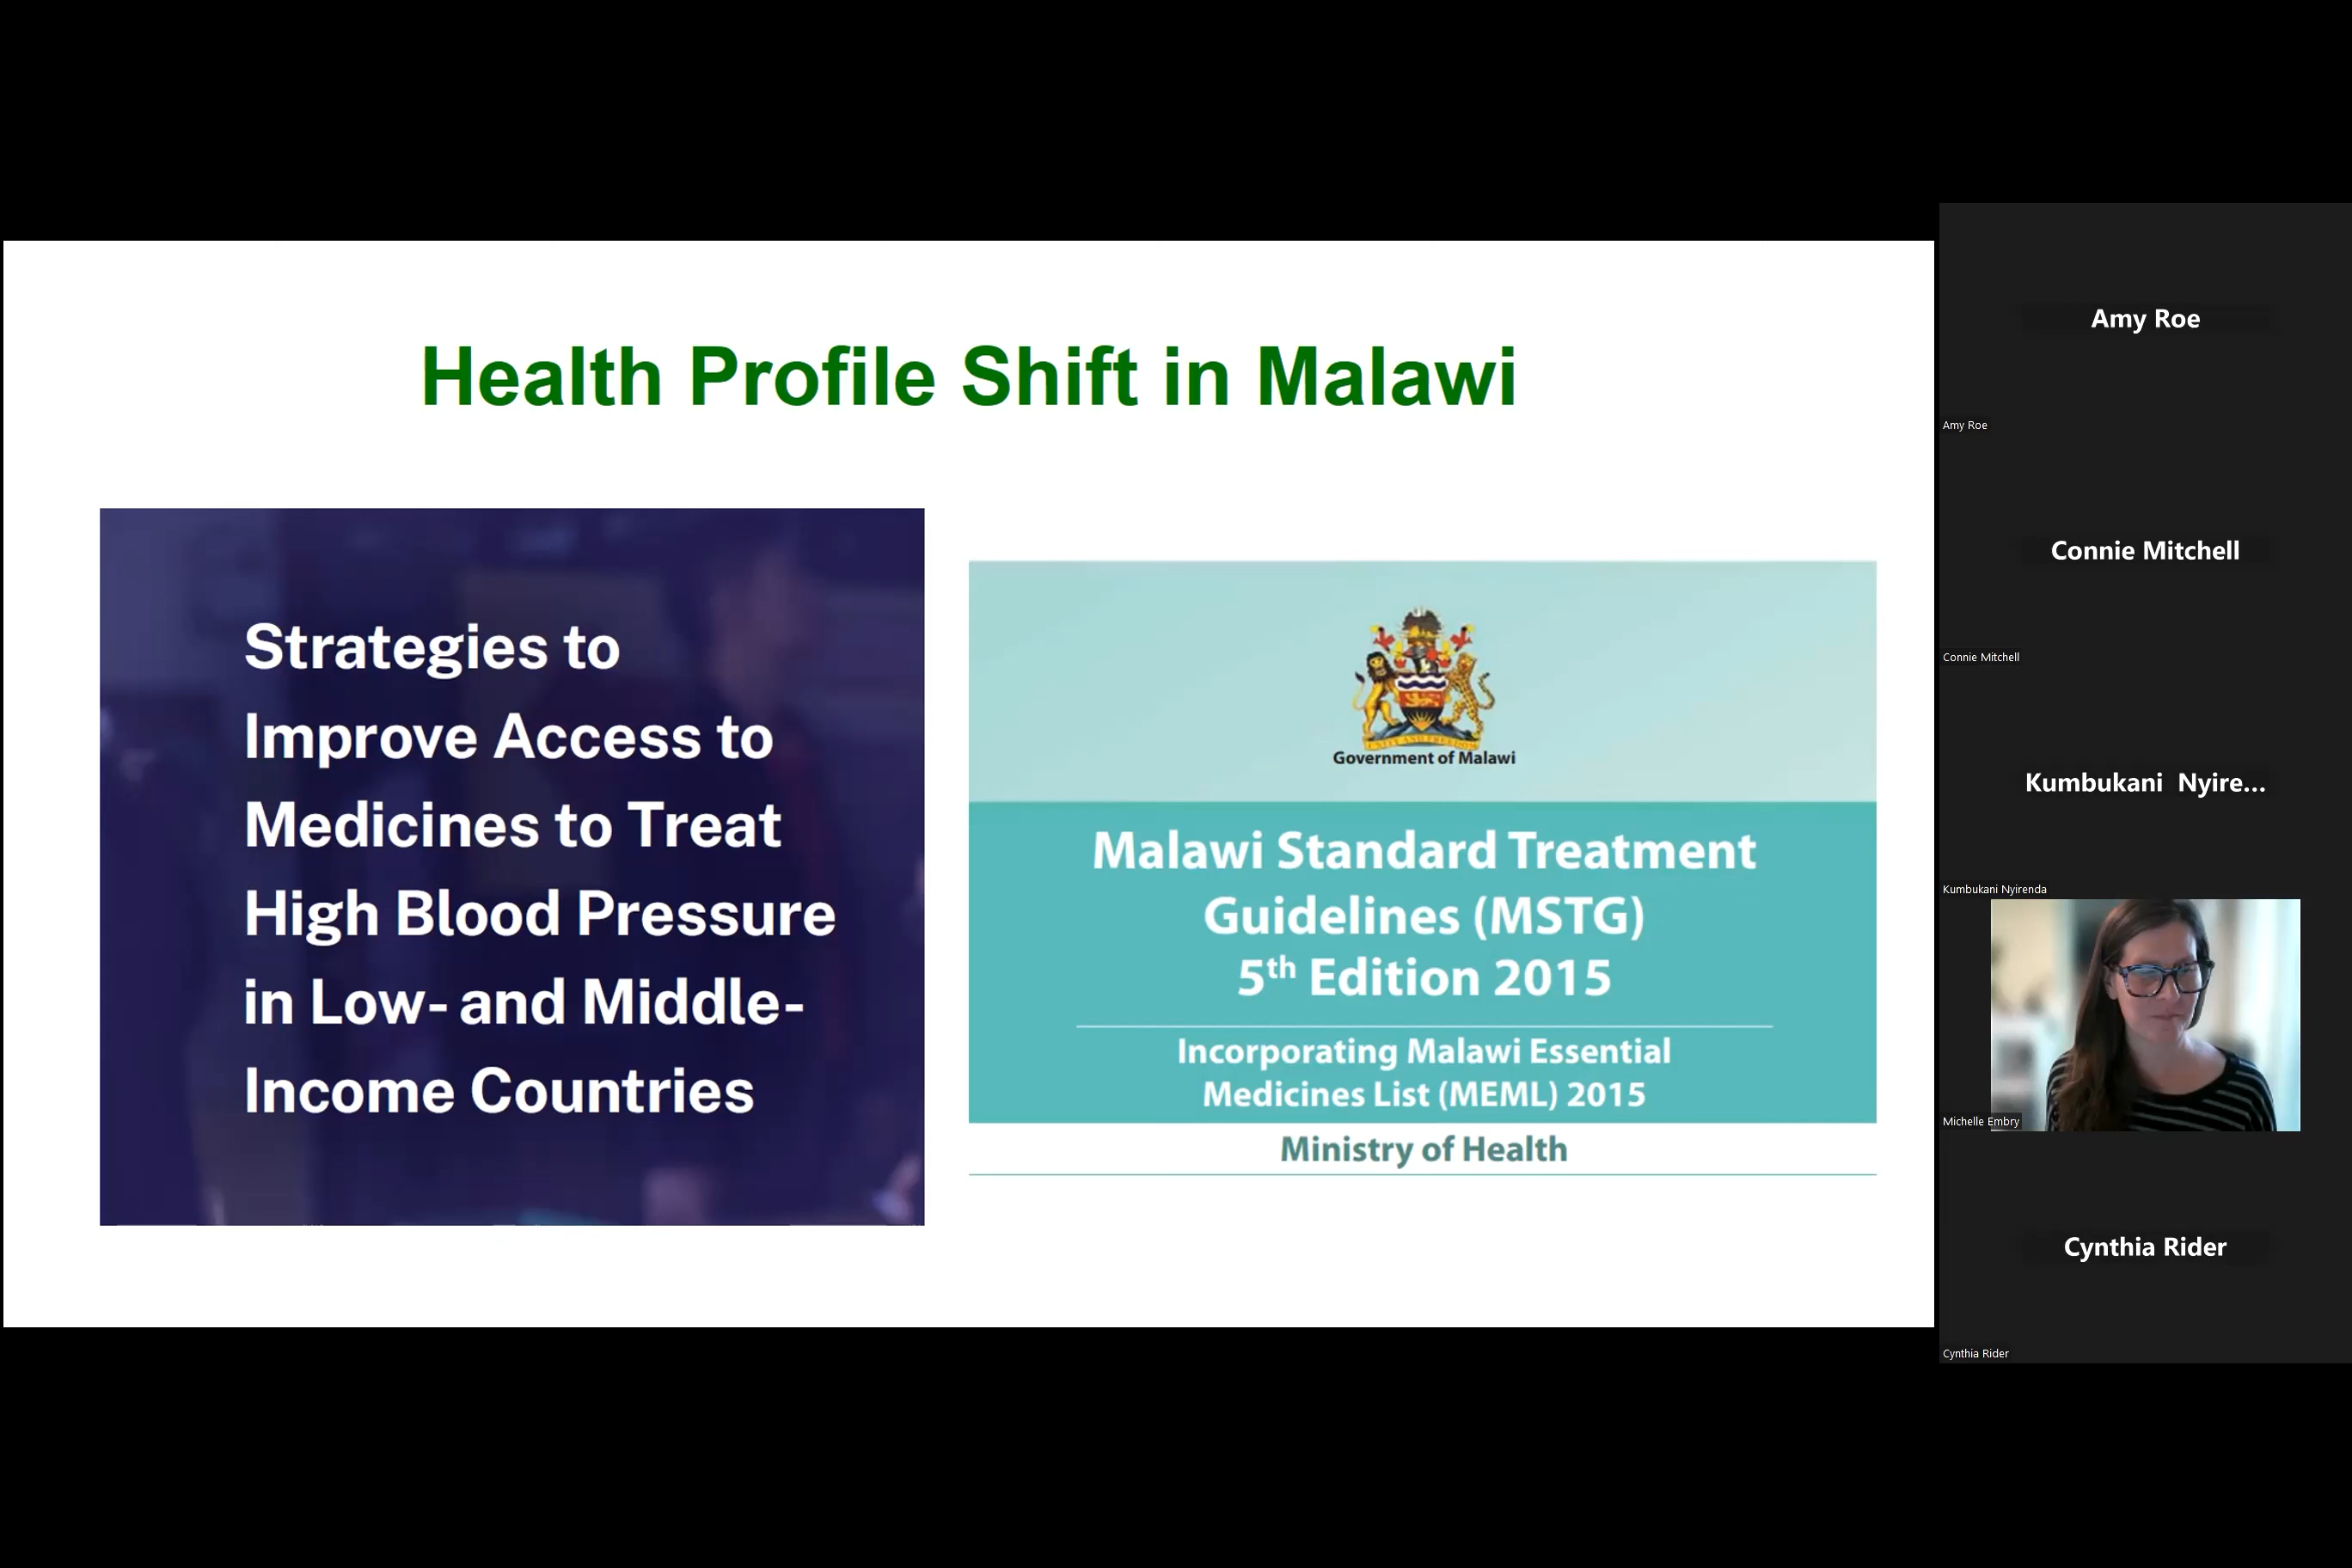 Health Profile Shift in Malawi
Strategies to
Improve Access to
Medicines to Treat
High Blood Pressure
in Low- and Middle-
Income Countries
UNITY AND FREEDOM
Government of Malawi
Malawi Standard Treatment
Guidelines (MSTG)
5th Edition 2015
Incorporating Malawi Essential
Medicines List (MEML) 2015
Ministry of Health
Amy Roe
Amy Roe
Connie Mitchell
Connie Mitchell
Kumbukani Nyire...
Kumbukani Nyirenda
Michelle Embry
Cynthia Rider
Cynthia Rider